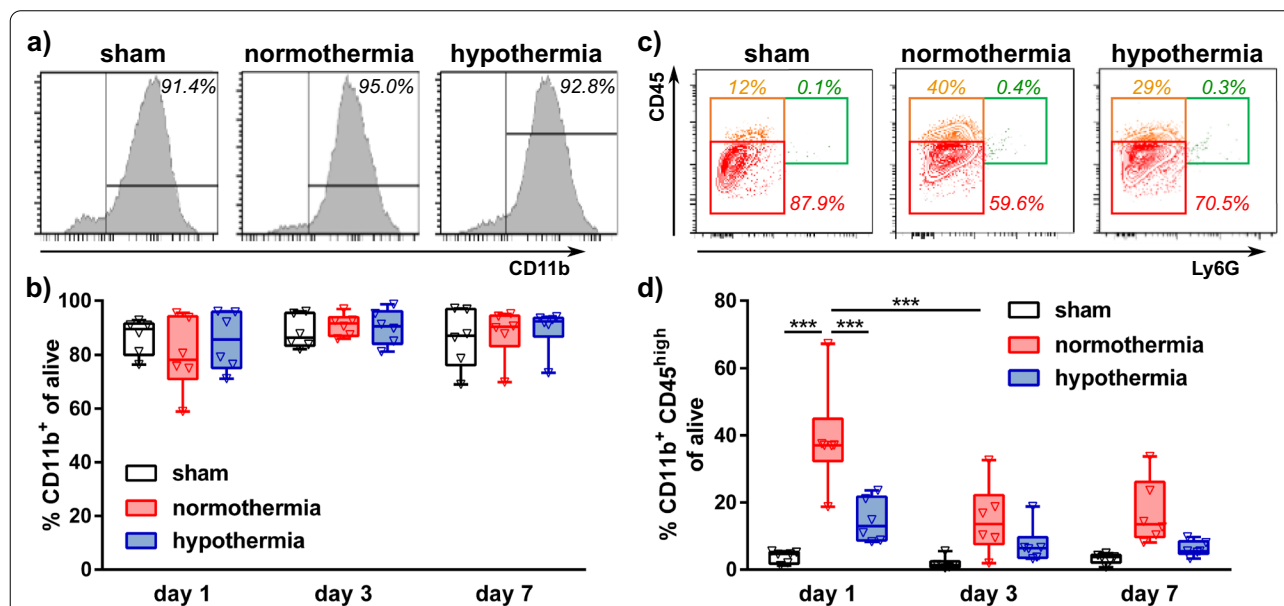 a)
sham normothermia hypothermia
91.4% 95.0% 92.8%
CD11b
c)
sham normothermia hypothermia
CD45
12% 0.1% 40% 0.4% 29% 0.3%
87.9% 59.6% 70.5%
Ly6G
b)
% CD11b⁺ of alive
100
80
60
40
20
0
sham
normothermia
hypothermia
day 1 day 3 day 7
d)
% CD11b⁺ CD45ʰⁱᵍʰ
of alive
80
60
40
20
0
***
*** ***
sham
normothermia
hypothermia
day 1 day 3 day 7